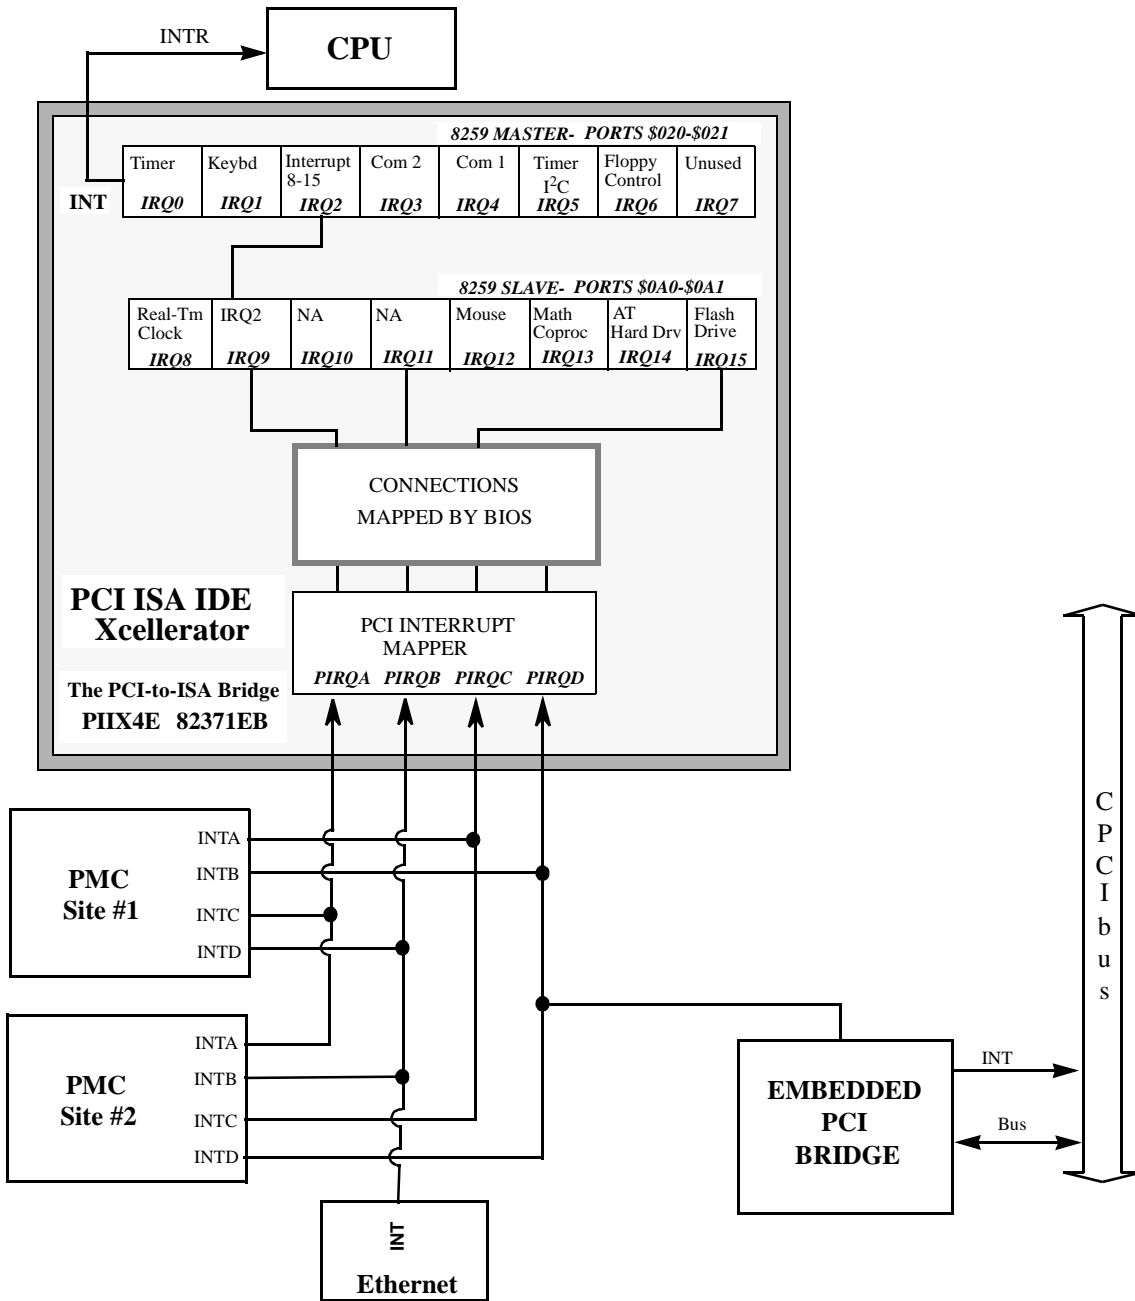 INTR
CPU
8259 MASTER- PORTS $020-$021
INT
Timer
IRQ0
Keybd
IRQ1
Interrupt
8-15
IRQ2
Com 2
IRQ3
Com 1
IRQ4
Timer
I²C
IRQ5
Floppy
Control
IRQ6
Unused
IRQ7
8259 SLAVE- PORTS $0A0-$0A1
Real-Tm
Clock
IRQ8
IRQ2
IRQ9
NA
IRQ10
NA
IRQ11
Mouse
IRQ12
Math
Coproc
IRQ13
AT
Hard Drv
IRQ14
Flash
Drive
IRQ15
CONNECTIONS
MAPPED BY BIOS
PCI ISA IDE
Xcellerator
PCI INTERRUPT
MAPPER
PIRQA PIRQB PIRQC PIRQD
The PCI-to-ISA Bridge
PIIX4E 82371EB
PMC
Site #1
INTA
INTB
INTC
INTD
PMC
Site #2
INTA
INTB
INTC
INTD
INT
Ethernet
EMBEDDED
PCI
BRIDGE
INT
Bus
CPCIbus